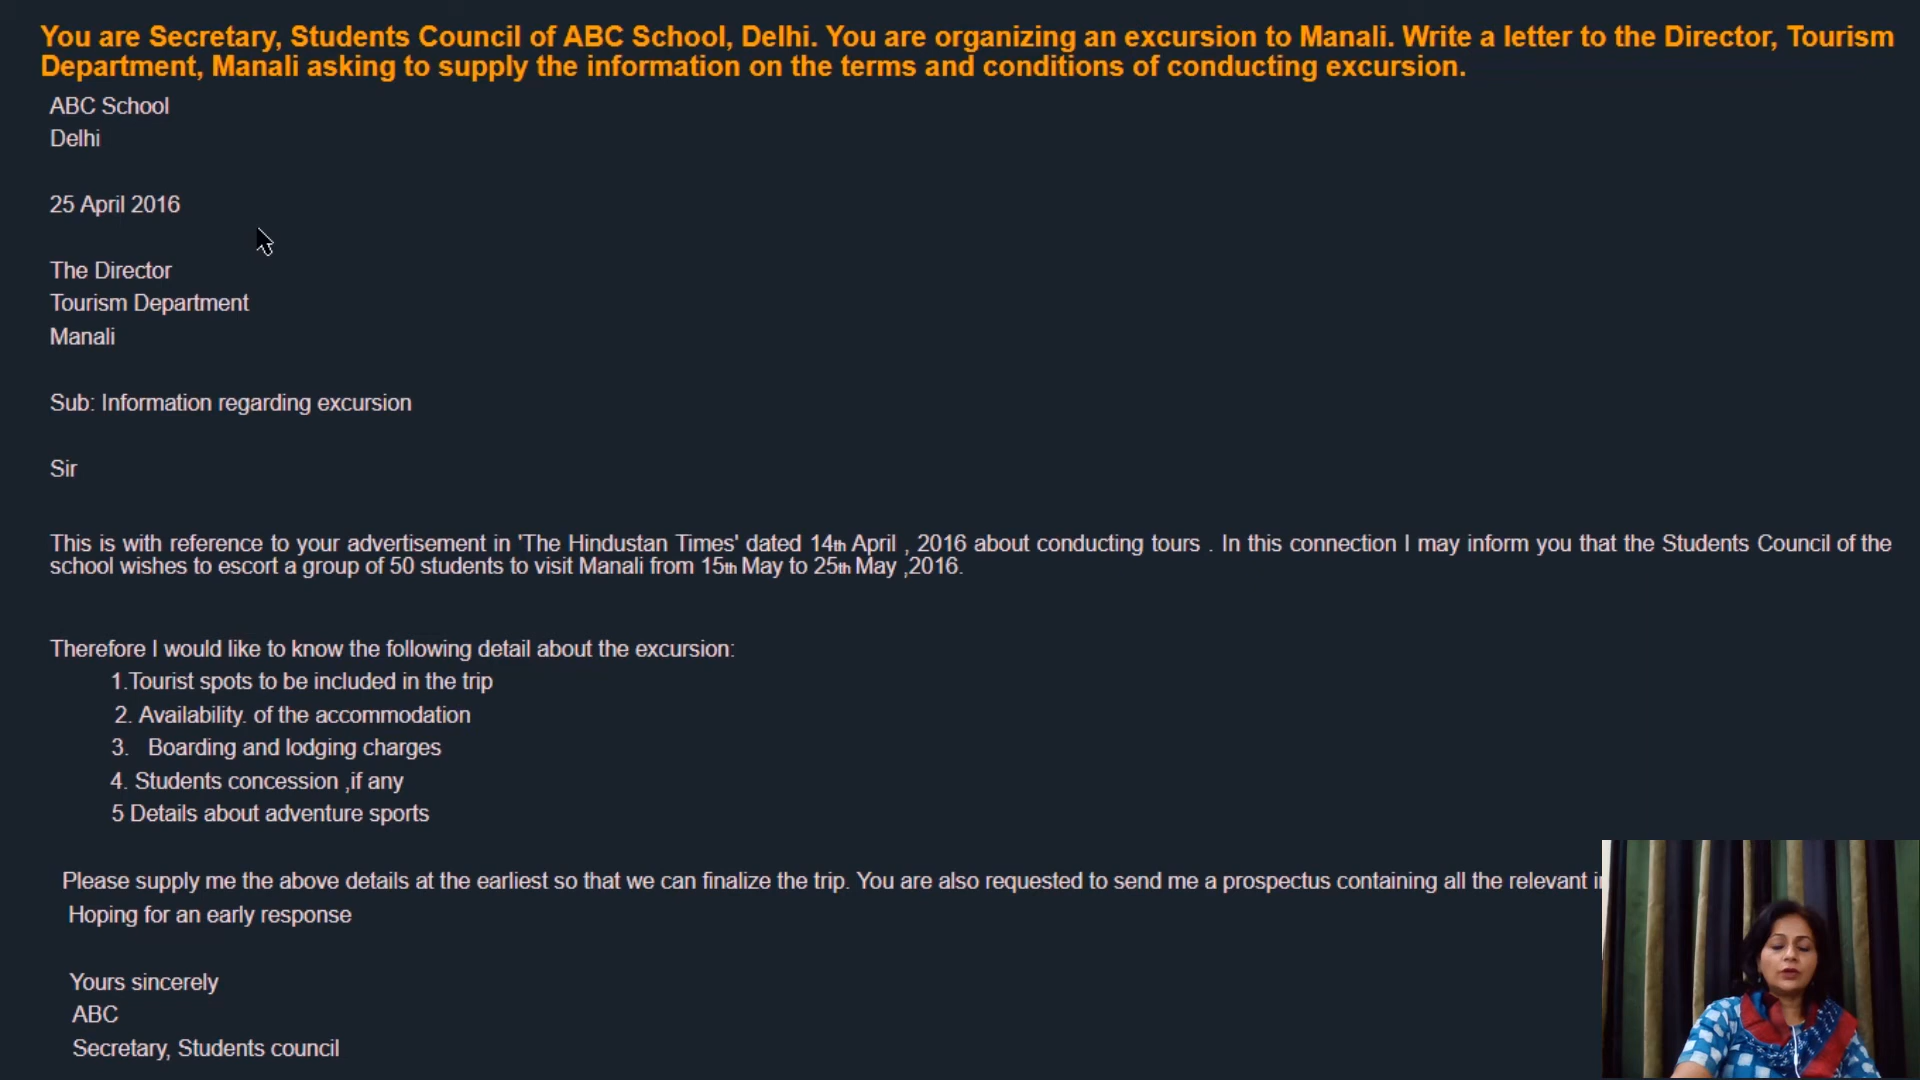 You are Secretary, Students Council of ABC School, Delhi. You are organizing an excursion to Manali. Write a letter to the Director, Tourism
Department, Manali asking to supply the information on the terms and conditions of conducting excursion.
ABC School
Delhi
25 April 2016
The Director
Tourism Department
Manali
Sub: Information regarding excursion
Sir
This is with reference to your advertisement in 'The Hindustan Times' dated 14th April , 2016 about conducting tours . In this connection I may inform you that the Students Council of the
school wishes to escort a group of 50 students to visit Manali from 15th May to 25th May ,2016.
Therefore I would like to know the following detail about the excursion:
1.Tourist spots to be included in the trip
2. Availability. of the accommodation
3. Boarding and lodging charges
4. Students concession ,if any
5 Details about adventure sports
Please supply me the above details at the earliest so that we can finalize the trip. You are also requested to send me a prospectus containing all the relevant
Hoping for an early response
Yours sincerely
ABC
Secretary, Students council